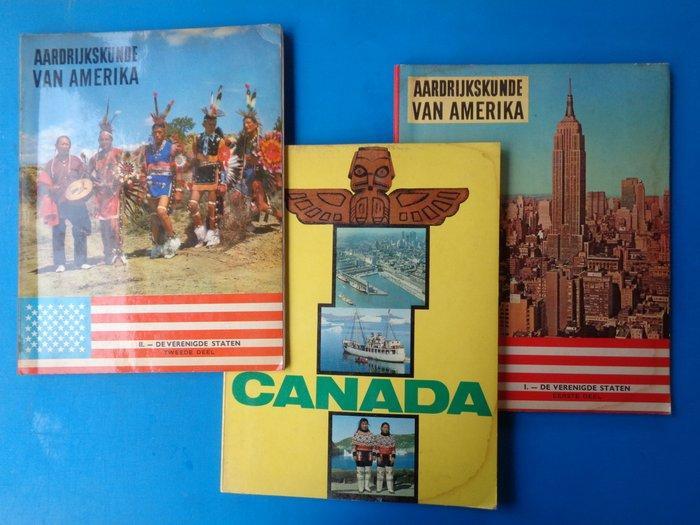 AARDRIJKSKUNDE
VAN AMERIKA
II. — DE VERENIGDE STATEN
TWEEDE DEEL
CANADA
AARDRIJKSKUNDE
VAN AMERIKA
I. — DE VERENIGDE STATEN
EERSTE DEEL